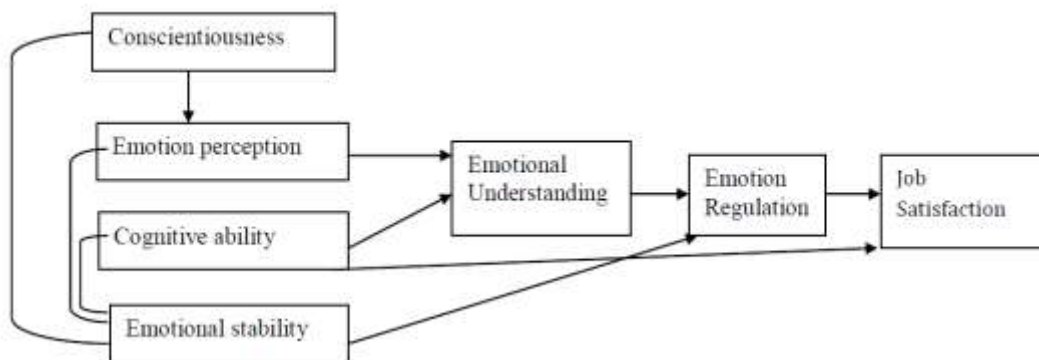 Conscientiousness
Emotion perception
Cognitive ability
Emotional stability
Emotional
Understanding
Emotion
Regulation
Job
Satisfaction